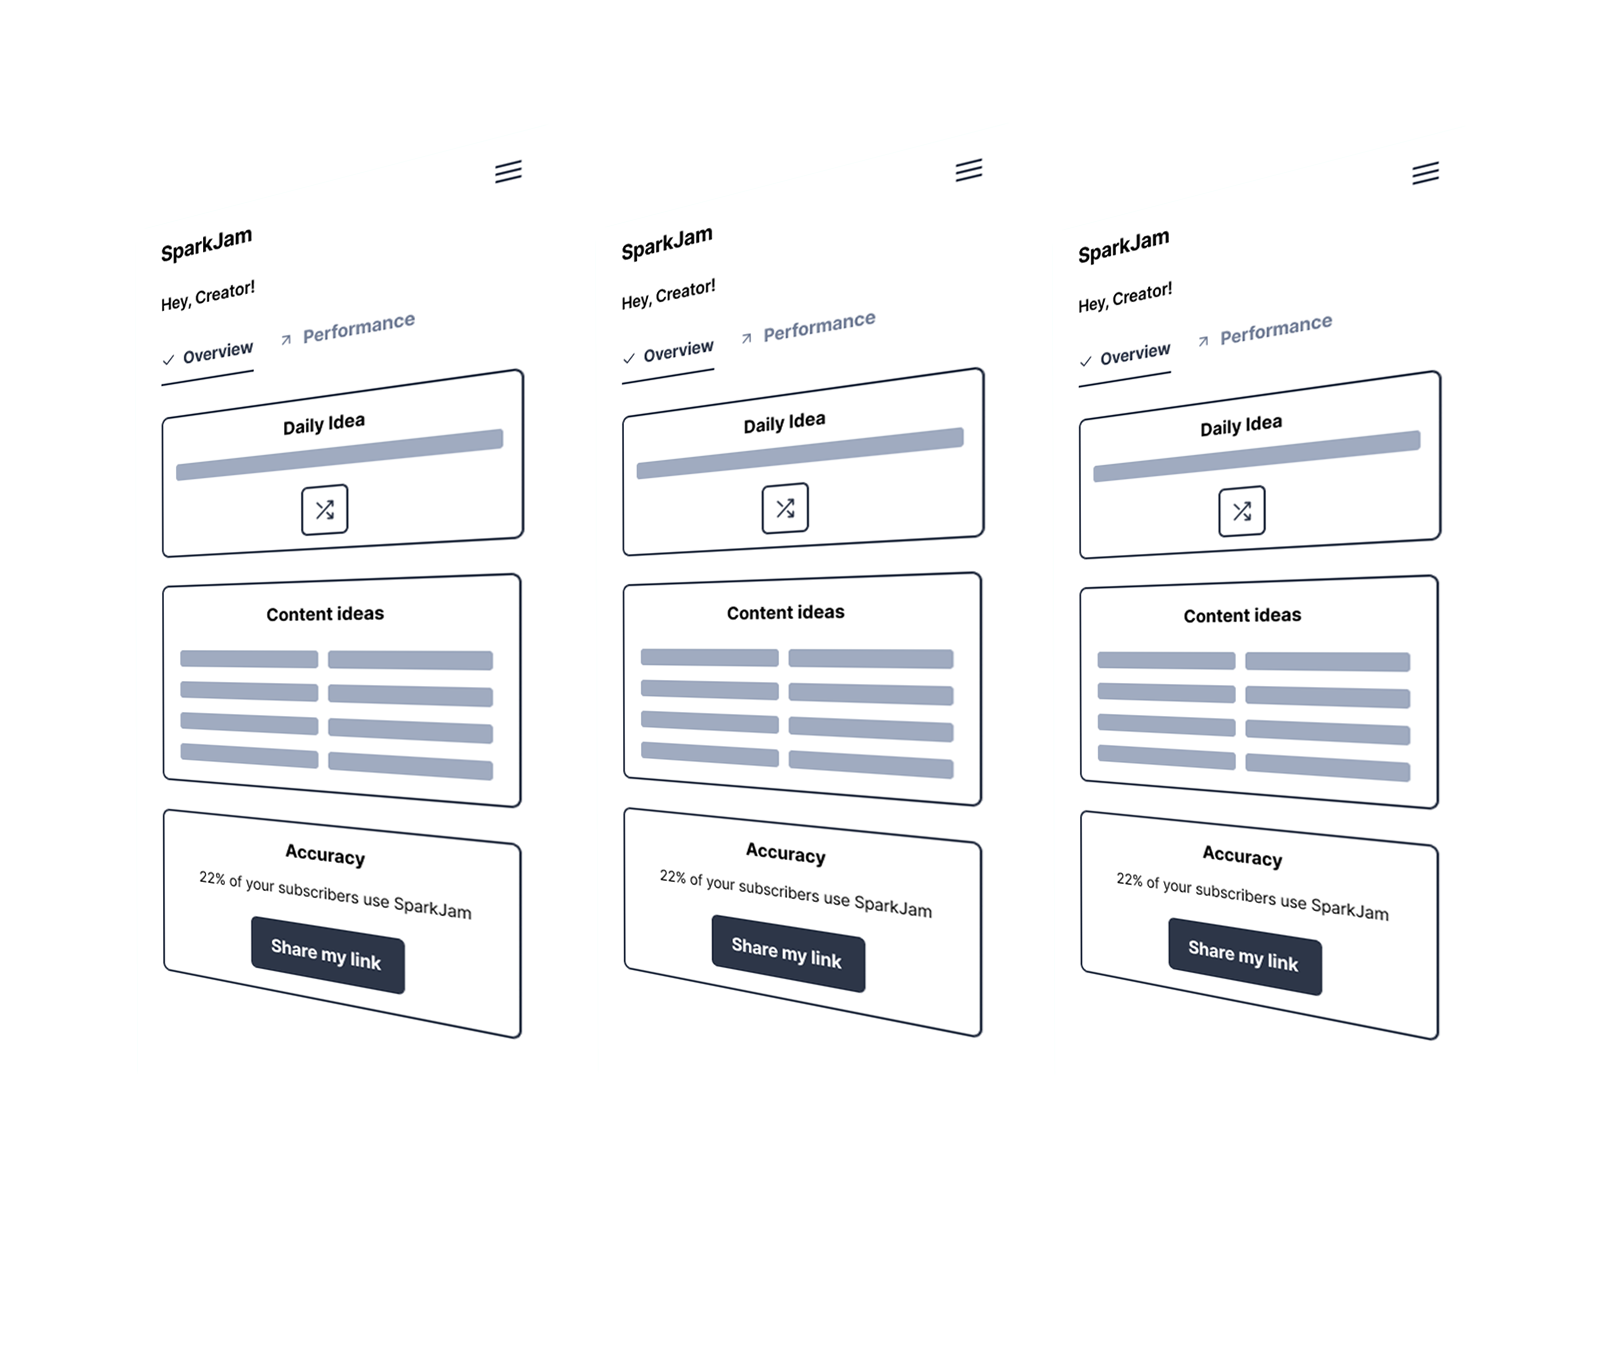 SparkJam
Hey, Creator!
Overview
Performance
Daily Idea
Content ideas
Accuracy
22% of your subscribers use SparkJam
Share my link
SparkJam
Hey, Creator!
Overview
Performance
Daily Idea
Content ideas
Accuracy
22% of your subscribers use SparkJam
Share my link
SparkJam
Hey, Creator!
Overview
Performance
Daily Idea
Content ideas
Accuracy
22% of your subscribers use SparkJam
Share my link